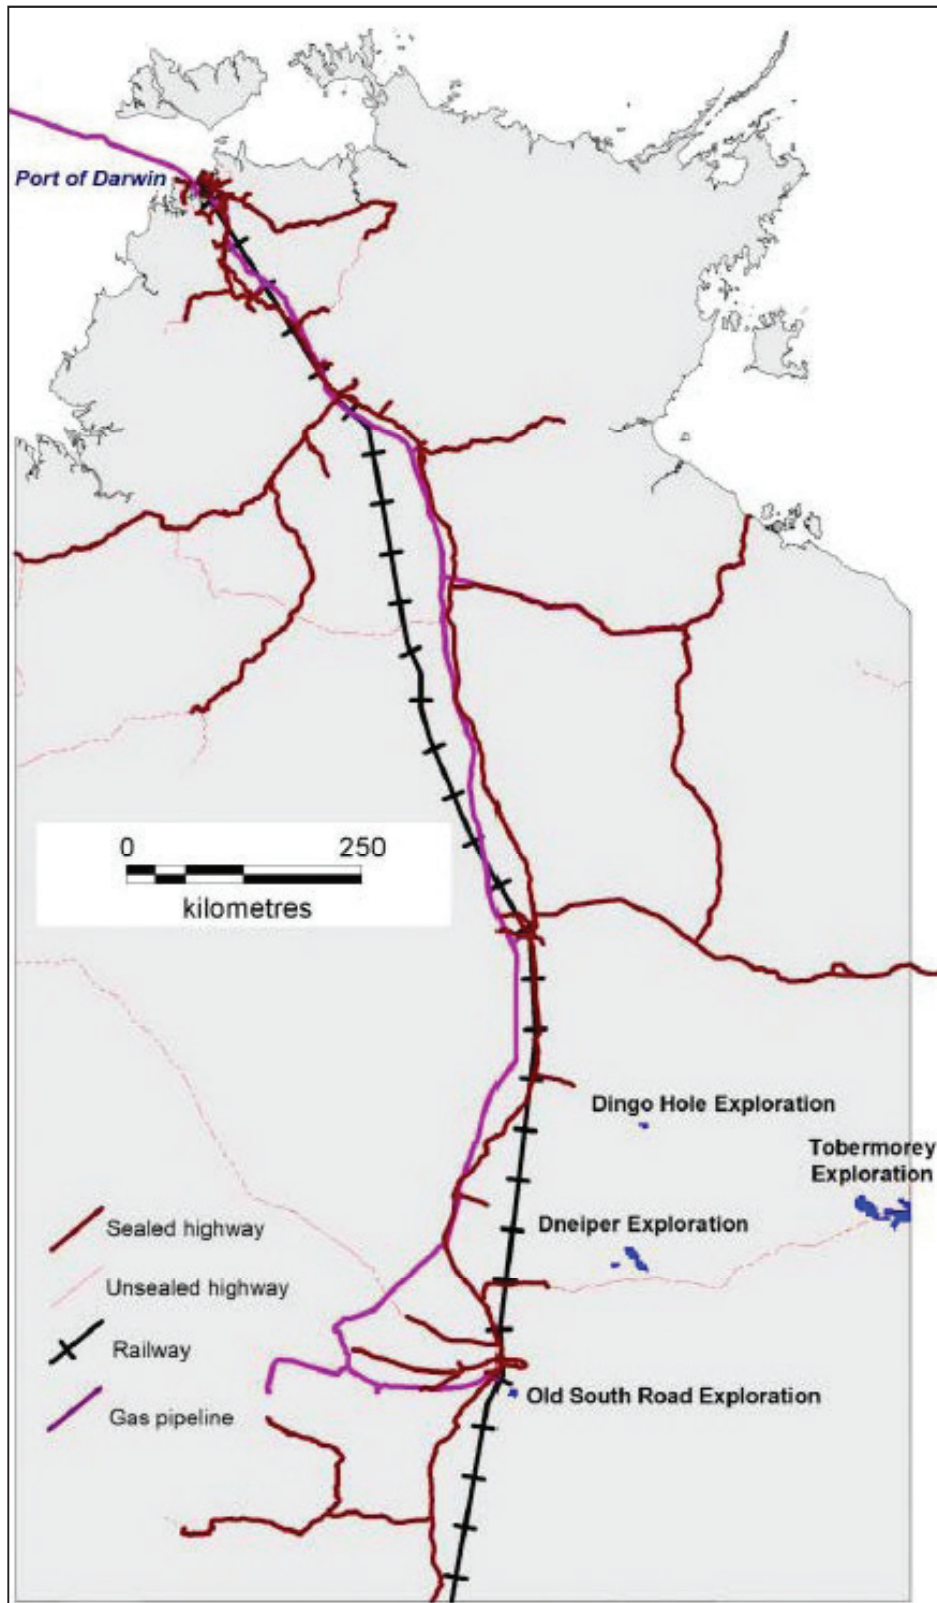 Port of Darwin
0 250
kilometres
Dingo Hole Exploration
Tobermorey
Exploration
Dneiper Exploration
Sealed highway
Unsealed highway
Railway
Gas pipeline
Old South Road Exploration